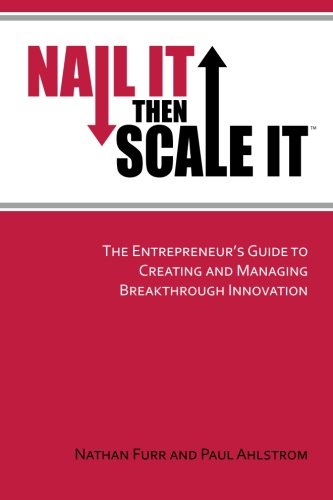 NAIL IT
THEN
SCALE IT™
THE ENTREPRENEUR'S GUIDE TO
CREATING AND MANAGING
BREAKTHROUGH INNOVATION
NATHAN FURR AND PAUL AHLSTROM